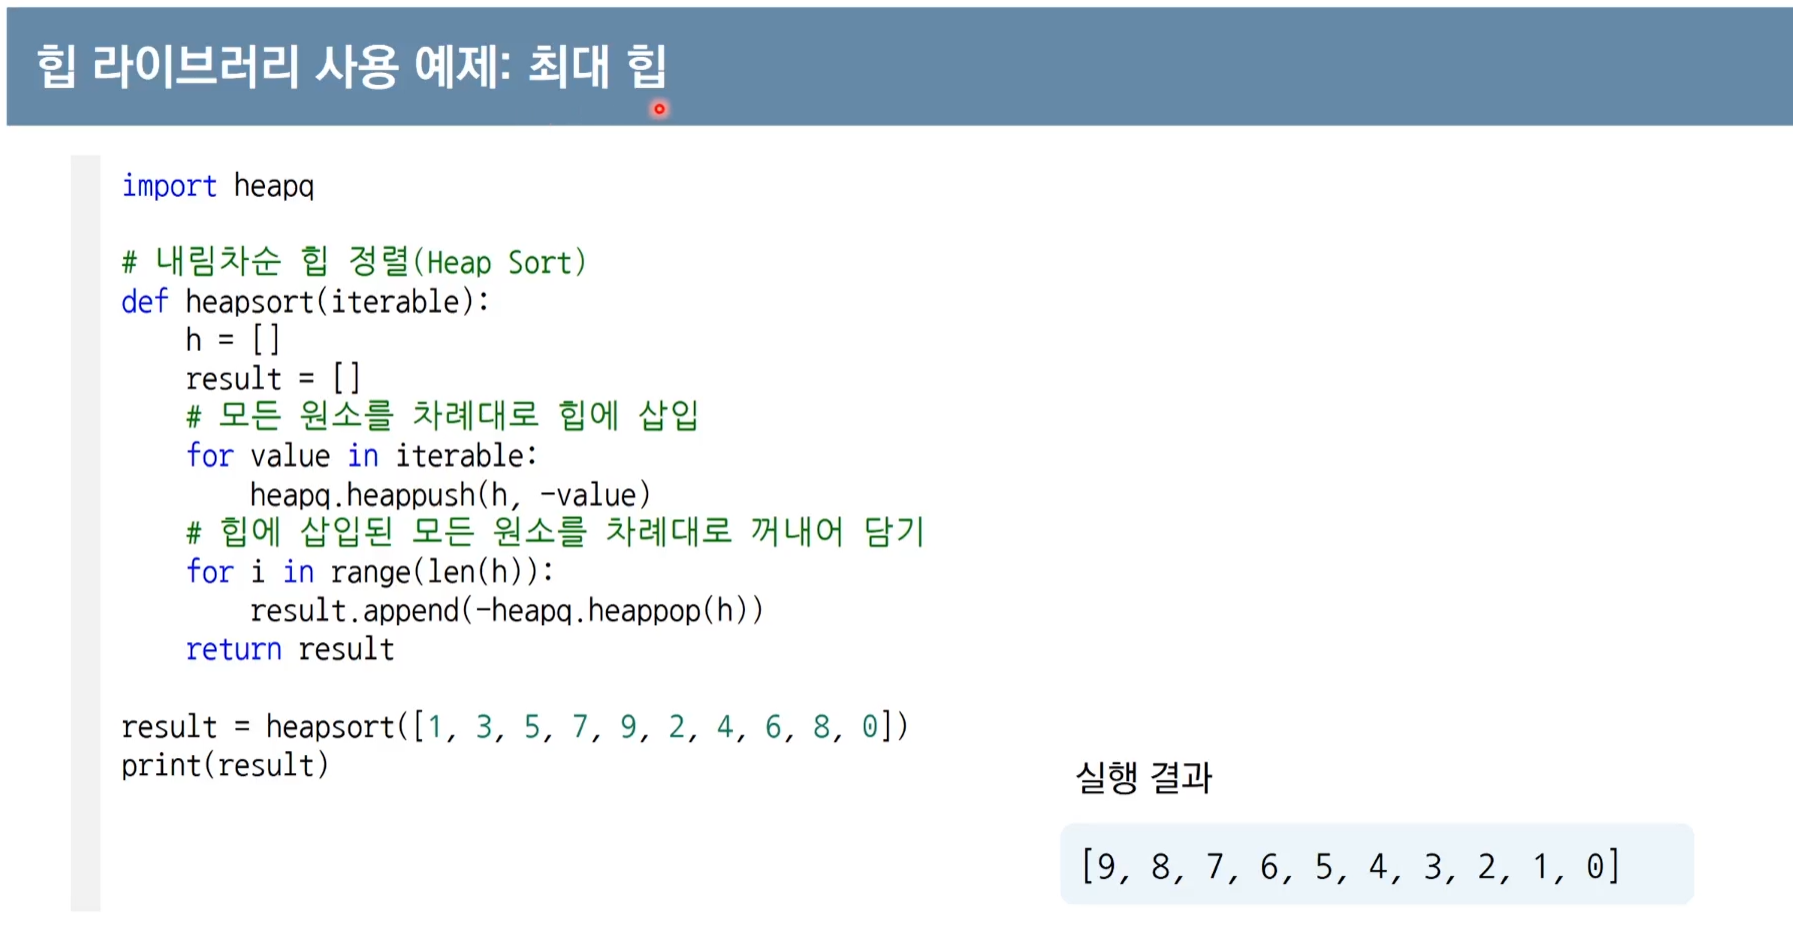 힙 라이브러리 사용 예제: 최대 힙
import heapq
# 내림차순 힙 정렬(Heap Sort)
def heapsort(iterable):
    h = []
    result = []
    # 모든 원소를 차례대로 힙에 삽입
    for value in iterable:
        heapq.heappush(h, -value)
    # 힙에 삽입된 모든 원소를 차례대로 꺼내어 담기
    for i in range(len(h)):
        result.append(-heapq.heappop(h))
    return result
result = heapsort([1, 3, 5, 7, 9, 2, 4, 6, 8, 0])
print(result)
실행 결과
[9, 8, 7, 6, 5, 4, 3, 2, 1, 0]